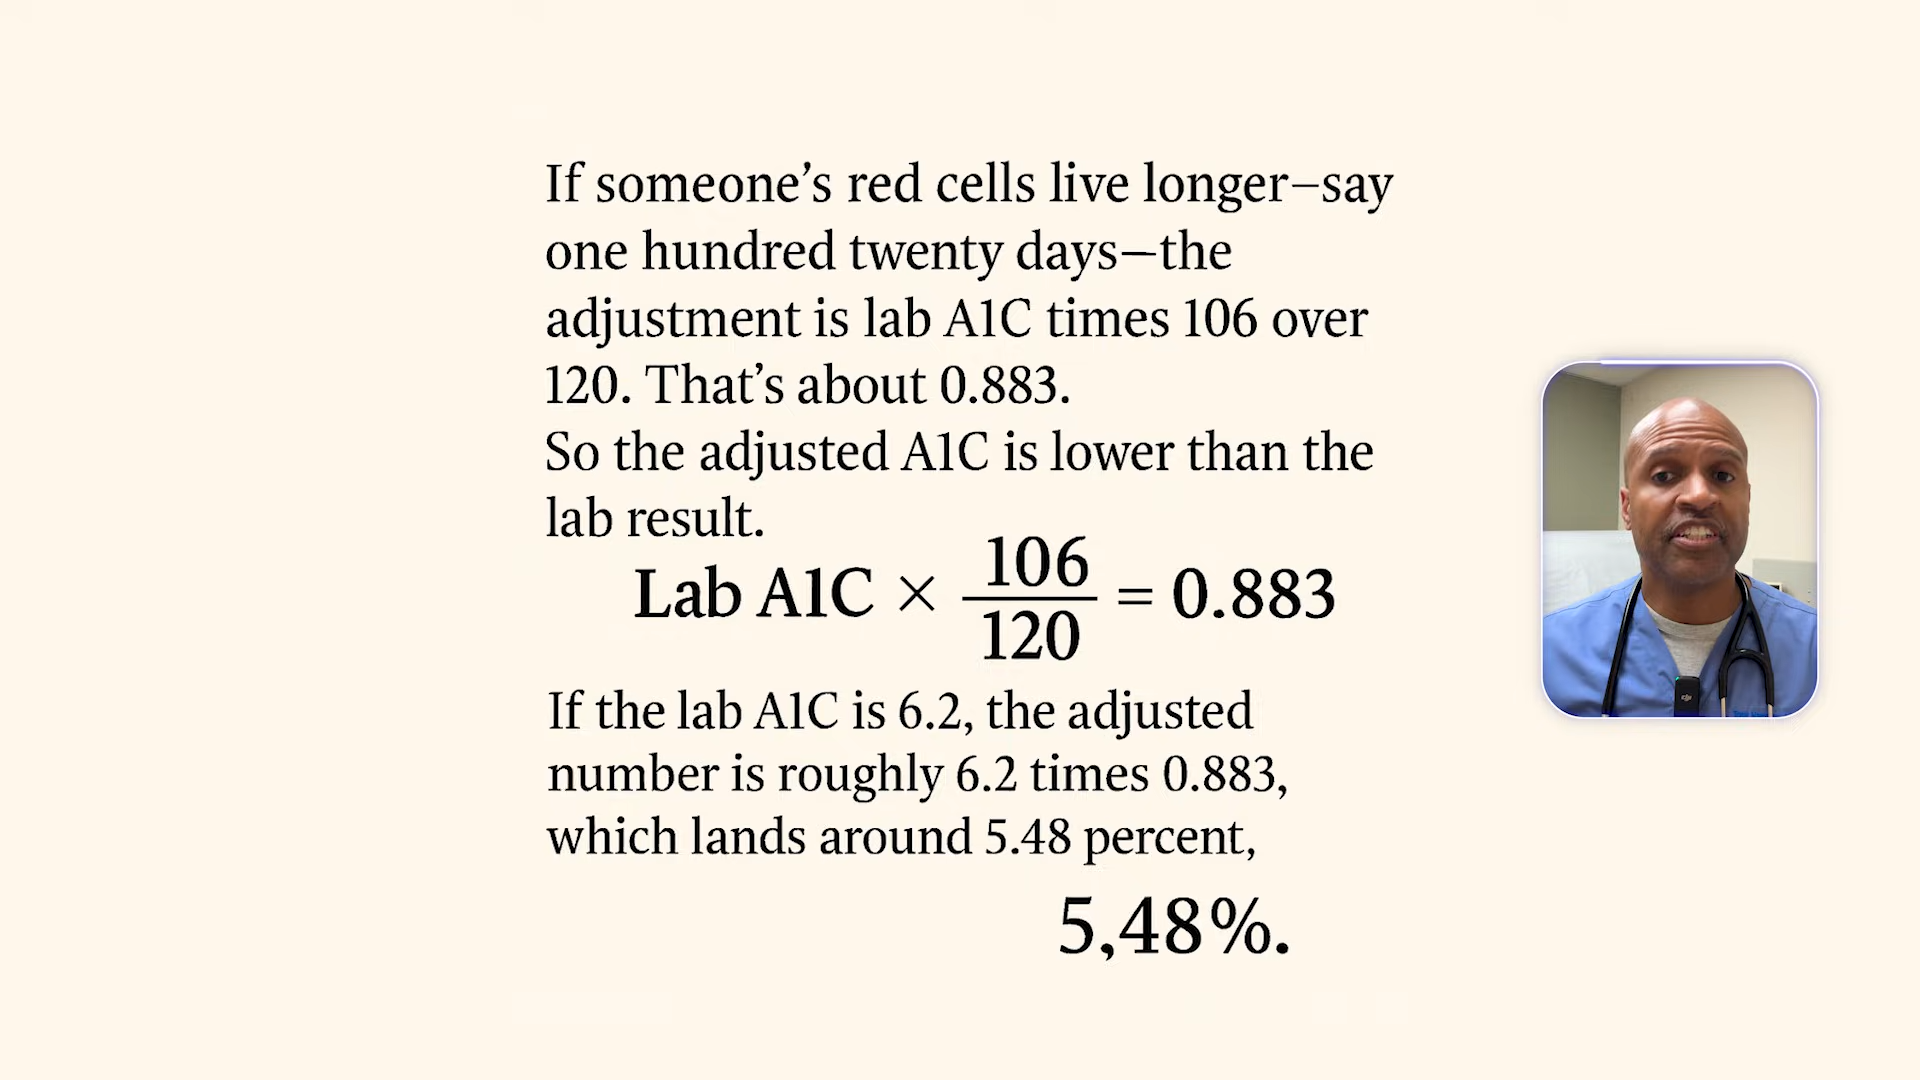 If someone’s red cells live longer–say
one hundred twenty days—the
adjustment is lab A1C times 106 over
120. That’s about 0.883.
So the adjusted A1C is lower than the
lab result.
Lab A1C × 106/120 = 0.883
If the lab A1C is 6.2, the adjusted
number is roughly 6.2 times 0.883,
which lands around 5.48 percent,
5,48%.
dji